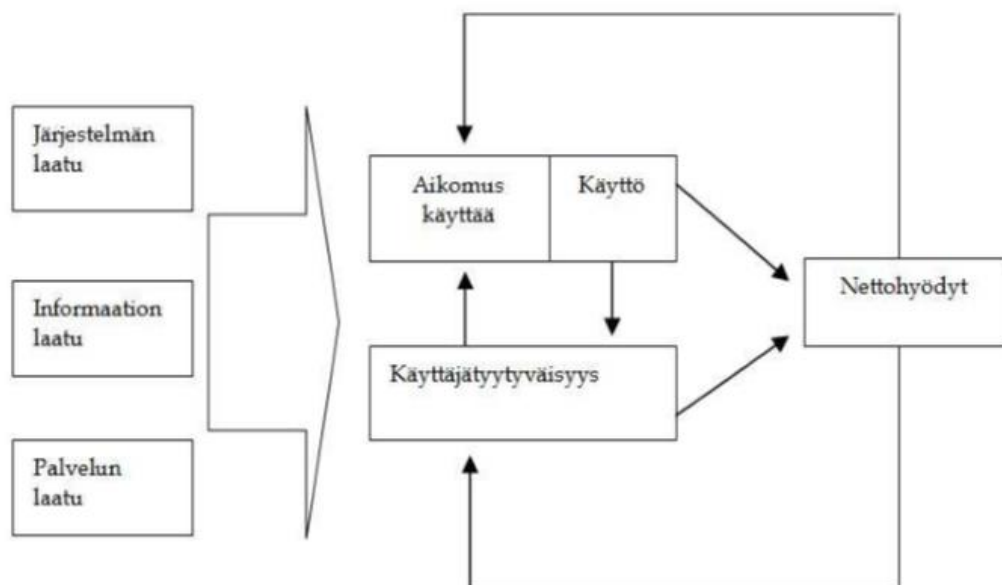 Järjestelmän
laatu
Informaation
laatu
Palvelun
laatu
Aikomus
käyttää
Käyttö
Käyttäjätyytyväisyys
Nettohyödyt